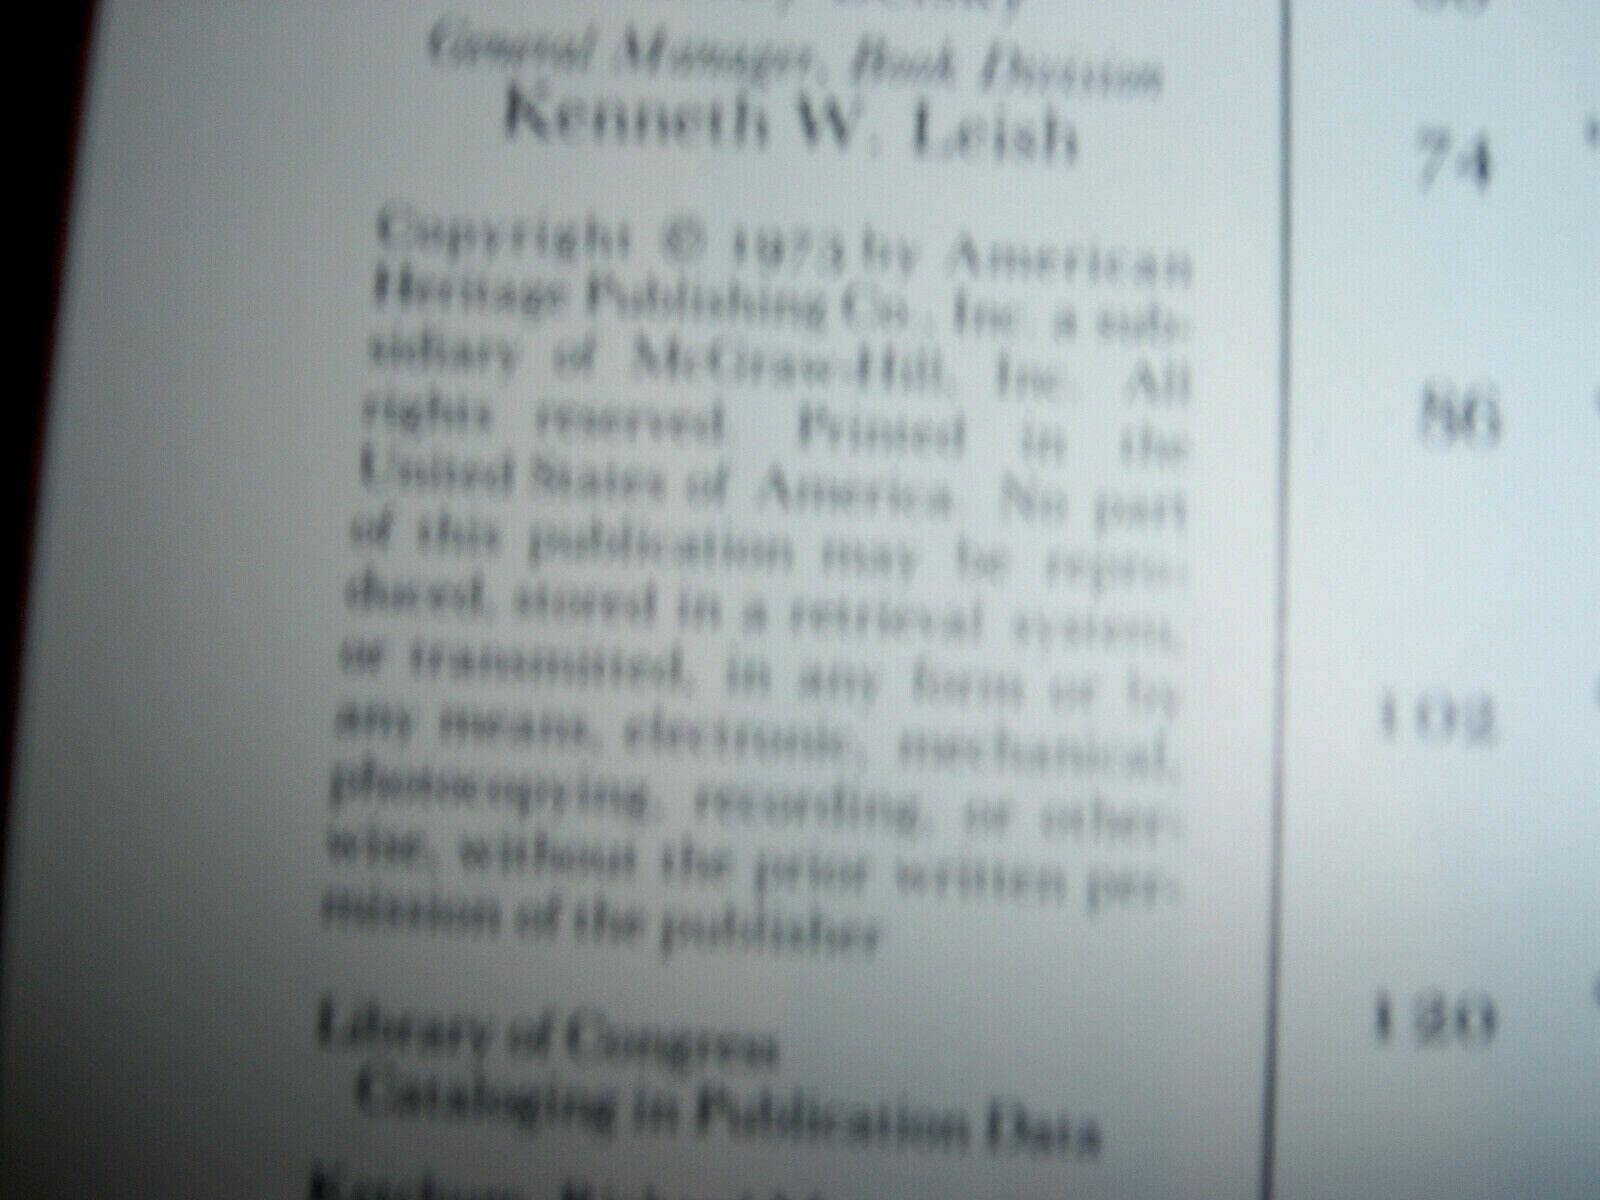 General Manager, Book Division
Kenneth W. Leish
Copyright © 1973 by American
Heritage Publishing Co., Inc. a sub-
sidiary of McGraw-Hill, Inc. All
rights reserved. Printed in the
United States of America. No part
of this publication may be repro-
duced, stored in a retrieval system,
or transmitted, in any form or by
any means, electronic, mechanical,
photocopying, recording, or other-
wise, without the prior written per-
mission of the publisher
Library of Congress
Cataloging in Publication Data
74
86
102
120